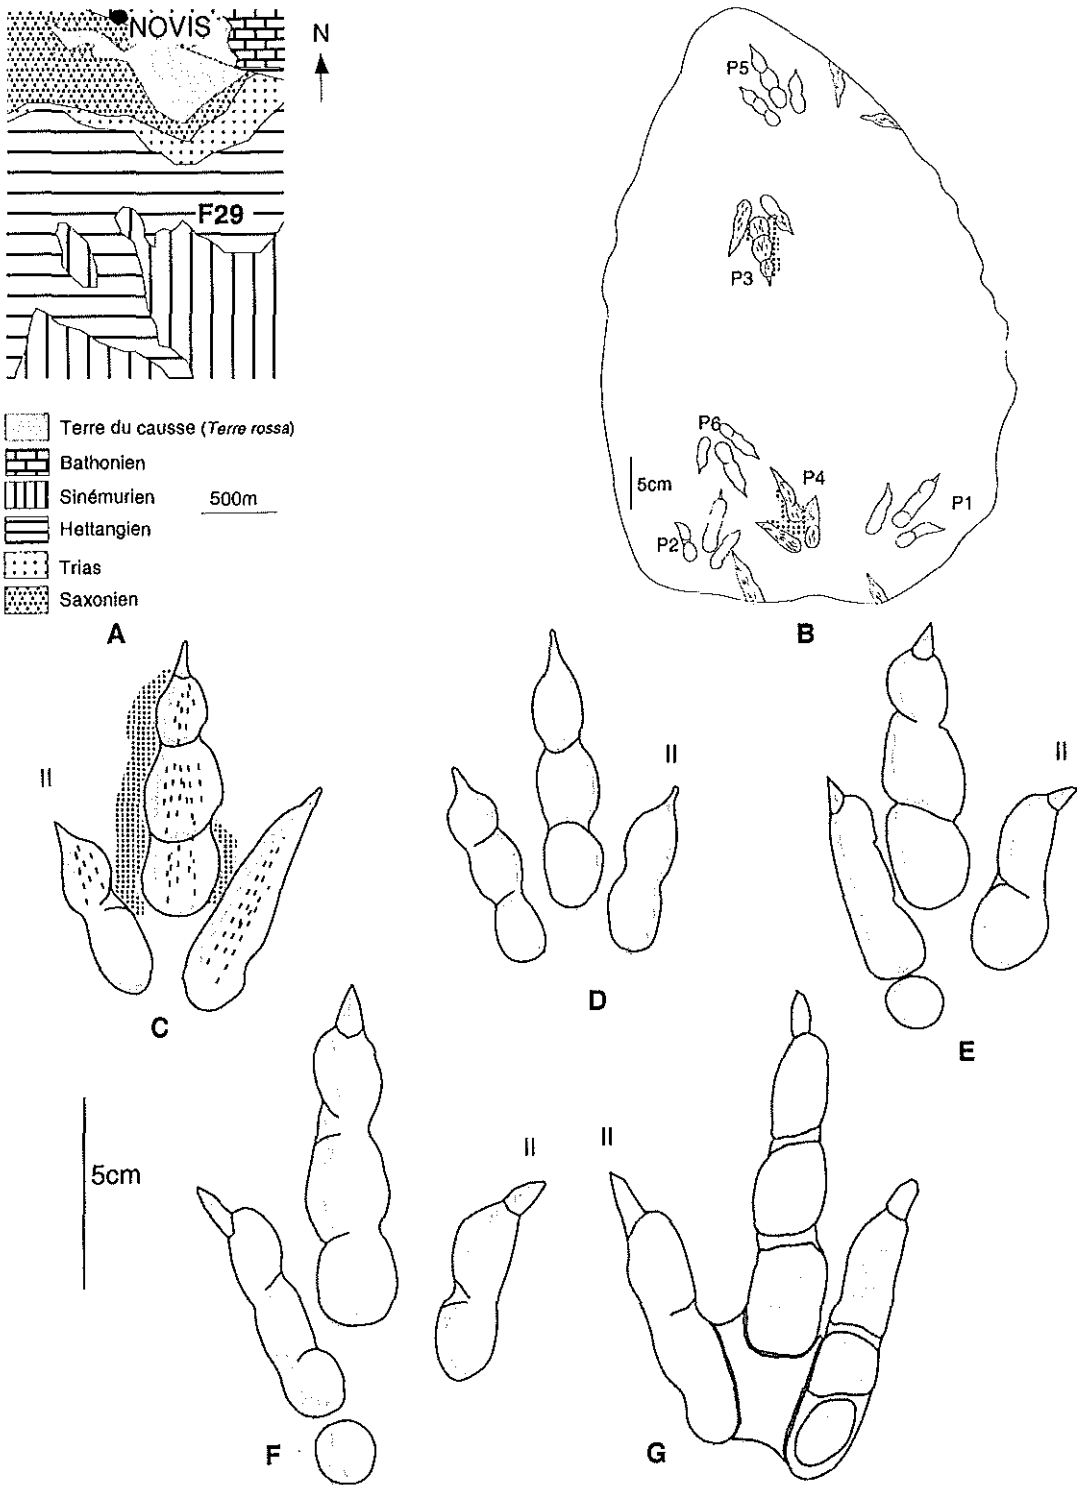 NOVIS
N
F29
Terre du causse (Terre rossa)
Bathonien
Sinémurien
500m
Hettangien
Trias
Saxonien
A
P5
P3
P6
5cm
P4
P1
P2
B
II
C
II
D
II
E
5cm
II
F
II
G